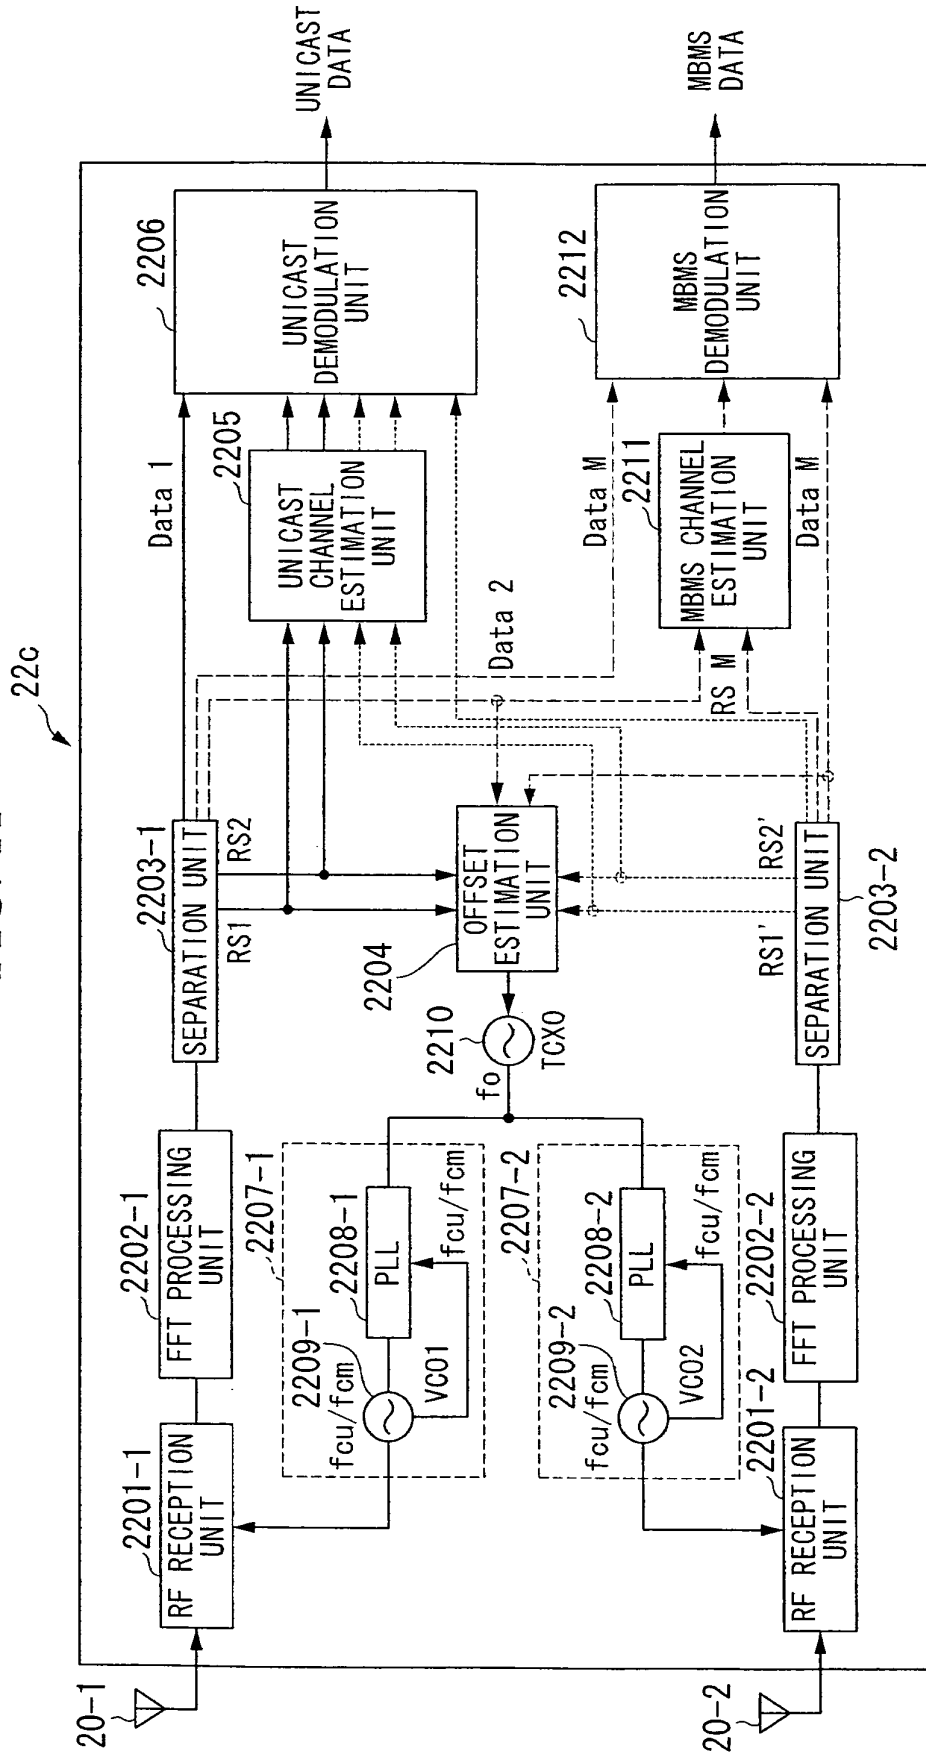 22c
20-1
2201-1
RF RECEPTION
UNIT
2202-1
FFT PROCESSING
UNIT
2203-1
SEPARATION UNIT
RS1
RS2
Data 1
2205
UNICAST
CHANNEL
ESTIMATION
UNIT
2206
UNICAST
DEMODULATION
UNIT
UNICAST
DATA
2207-1
2208-1
PLL
2209-1
fcu/fcm
VCO1
fcu/fcm
fo
2210
TCXO
2204
OFFSET
ESTIMATION
UNIT
Data 2
2207-2
2208-2
PLL
2209-2
fcu/fcm
VCO2
fcu/fcm
Data M
RS M
2211
MBMS CHANNEL
ESTIMATION
UNIT
Data M
2212
MBMS
DEMODULATION
UNIT
MBMS
DATA
20-2
2201-2
RF RECEPTION
UNIT
2202-2
FFT PROCESSING
UNIT
RS1'
RS2'
SEPARATION UNIT
2203-2